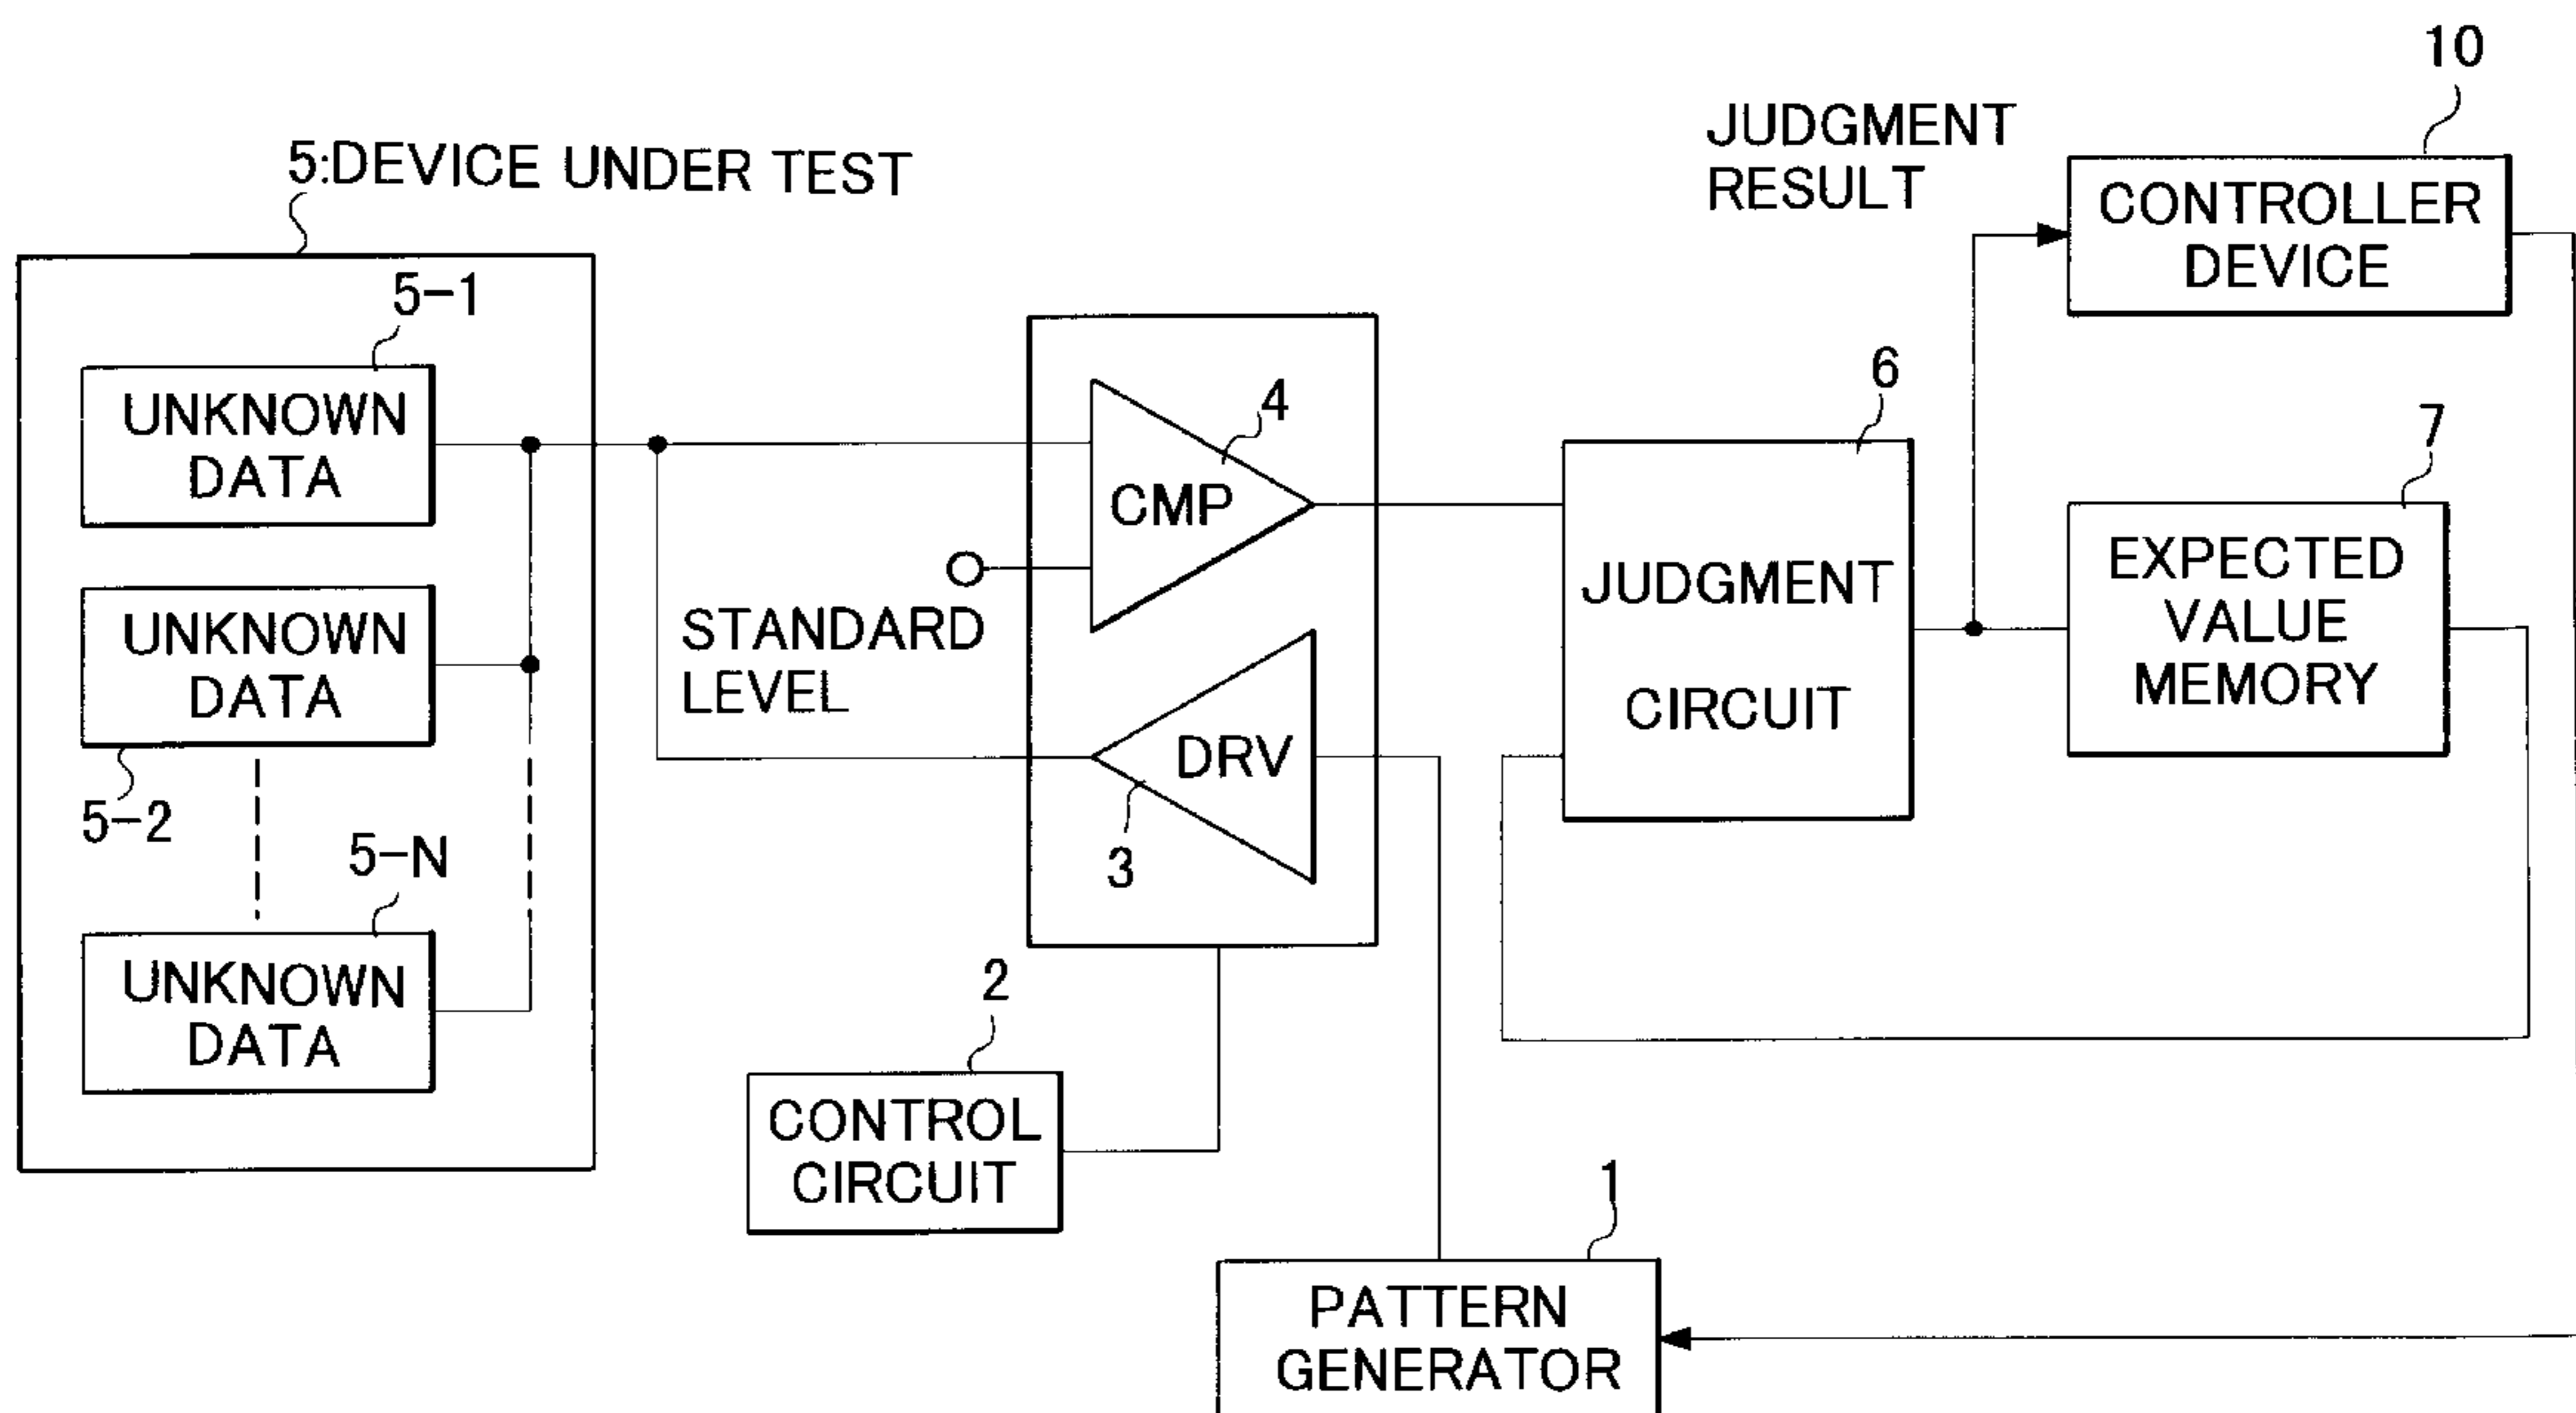 10
JUDGMENT
RESULT
CONTROLLER
DEVICE
5:DEVICE UNDER TEST
5-1
UNKNOWN
DATA
UNKNOWN
DATA
5-2
5-N
UNKNOWN
DATA
4
CMP
STANDARD
LEVEL
DRV
3
6
JUDGMENT
CIRCUIT
7
EXPECTED
VALUE
MEMORY
2
CONTROL
CIRCUIT
1
PATTERN
GENERATOR